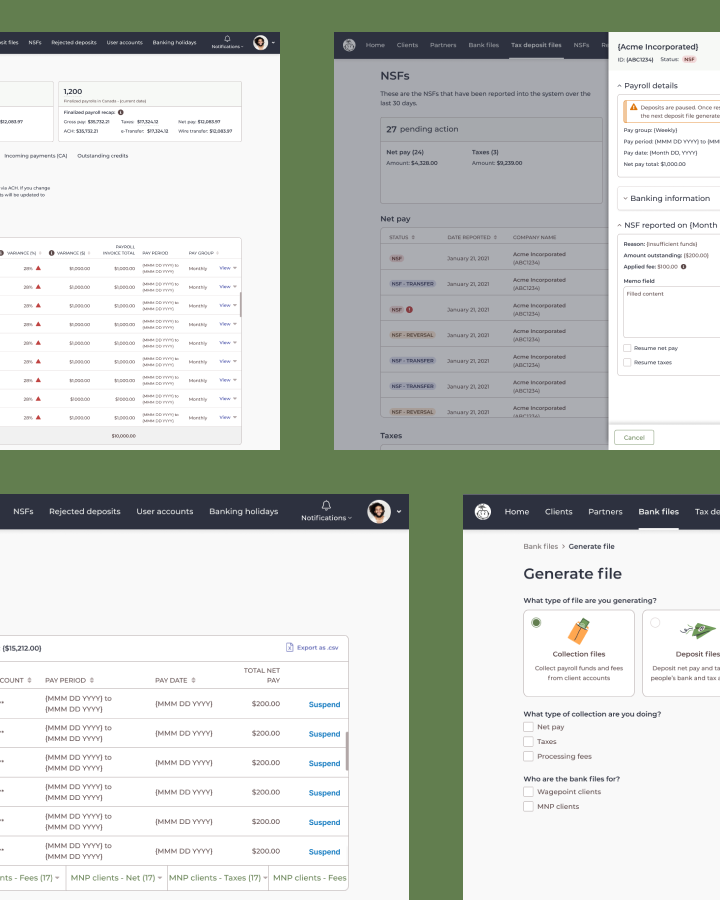 sit files NSFs Rejected deposits User accounts Banking holidays Notifications
1,200
Finalized payrolls in Canada - {current date}
Finalized payroll recap:
$12,083.97 Gross pay: $35,732.21 Taxes: $17,324.12 Net pay: $12,083.97
ACH: $35,732.21 e-Transfer: $17,324.12 Wire transfer: $12,083.97
Incoming payments (CA) Outstanding credits
via ACH. If you change
ts will be updated to
VARIANCE (%) VARIANCE ($) PAYROLL INVOICE TOTAL PAY PERIOD PAY GROUP
28% $1,000.00 $1,000.00 {MMM DD YYYY} to {MMM DD YYYY} Monthly View
28% $1,000.00 $1,000.00 {MMM DD YYYY} to {MMM DD YYYY} Monthly View
28% $1,000.00 $1,000.00 {MMM DD YYYY} to {MMM DD YYYY} Monthly View
28% $1,000.00 $1,000.00 {MMM DD YYYY} to {MMM DD YYYY} Monthly View
28% $1,000.00 $1,000.00 {MMM DD YYYY} to {MMM DD YYYY} Monthly View
28% $1,000.00 $1,000.00 {MMM DD YYYY} to {MMM DD YYYY} Monthly View
28% $1,000.00 $1,000.00 {MMM DD YYYY} to {MMM DD YYYY} Monthly View
28% $1,000.00 $1000.00 {MMM DD YYYY} to {MMM DD YYYY} Monthly View
28% $1,000.00 $1,000.00 {MMM DD YYYY} to {MMM DD YYYY} Monthly View
$10,000.00
Home Clients Partners Bank files Tax deposit files NSFs Re
NSFs
These are the NSFs that have been reported into the system over the
last 30 days.
27 pending action
Net pay (24) Taxes (3)
Amount: $4,328.00 Amount: $9,239.00
Net pay
STATUS DATE REPORTED COMPANY NAME
NSF January 21, 2021 Acme Incorporated (ABC1234)
NSF - TRANSFER January 21, 2021 Acme Incorporated (ABC1234)
NSF January 21, 2021 Acme Incorporated (ABC1234)
NSF - REVERSAL January 21, 2021 Acme Incorporated (ABC1234)
NSF - TRANSFER January 21, 2021 Acme Incorporated (ABC1234)
NSF - TRANSFER January 21, 2021 Acme Incorporated (ABC1234)
NSF - REVERSAL January 21, 2021 Acme Incorporated (ABC1234)
Taxes
{Acme Incorporated}
ID: {ABC1234} Status: NSF
Payroll details
Deposits are paused. Once res
the next deposit file generate
Pay group: {Weekly}
Pay period: {MMM DD YYYY} to {MM
Pay date: {Month DD, YYYY}
Net pay total: $1,000.00
Banking information
NSF reported on {Month
Reason: {Insufficient funds}
Amount outstanding: {$200.00}
Applied fee: $100.00
Memo field
Filled content
Resume net pay
Resume taxes
Cancel
NSFs Rejected deposits User accounts Banking holidays Notifications
($15,212.00) Export as .csv
COUNT PAY PERIOD PAY DATE TOTAL NET PAY
** {MMM DD YYYY} to {MMM DD YYYY} {MMM DD YYYY} $200.00 Suspend
** {MMM DD YYYY} to {MMM DD YYYY} {MMM DD YYYY} $200.00 Suspend
** {MMM DD YYYY} to {MMM DD YYYY} {MMM DD YYYY} $200.00 Suspend
** {MMM DD YYYY} to {MMM DD YYYY} {MMM DD YYYY} $200.00 Suspend
** {MMM DD YYYY} to {MMM DD YYYY} {MMM DD YYYY} $200.00 Suspend
nts - Fees (17) MNP clients - Net (17) MNP clients - Taxes (17) MNP clients - Fees
Home Clients Partners Bank files Tax de
Bank files > Generate file
Generate file
What type of file are you generating?
Collection files
Collect payroll funds and fees
from client accounts
Deposit files
Deposit net pay and ta
people's bank and tax a
What type of collection are you doing?
Net pay
Taxes
Processing fees
Who are the bank files for?
Wagepoint clients
MNP clients